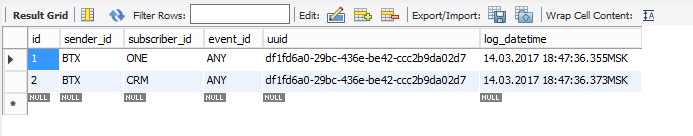 Result Grid Filter Rows: Edit: Export/Import: Wrap Cell Content: IA
id sender_id subscriber_id event_id uuid log_datetime
1 BTX ONE ANY df1fd6a0-29bc-436e-be42-ccc2b9da02d7 14.03.2017 18:47:36.355MSK
2 BTX CRM ANY df1fd6a0-29bc-436e-be42-ccc2b9da02d7 14.03.2017 18:47:36.373MSK
* NULL NULL NULL NULL NULL NULL